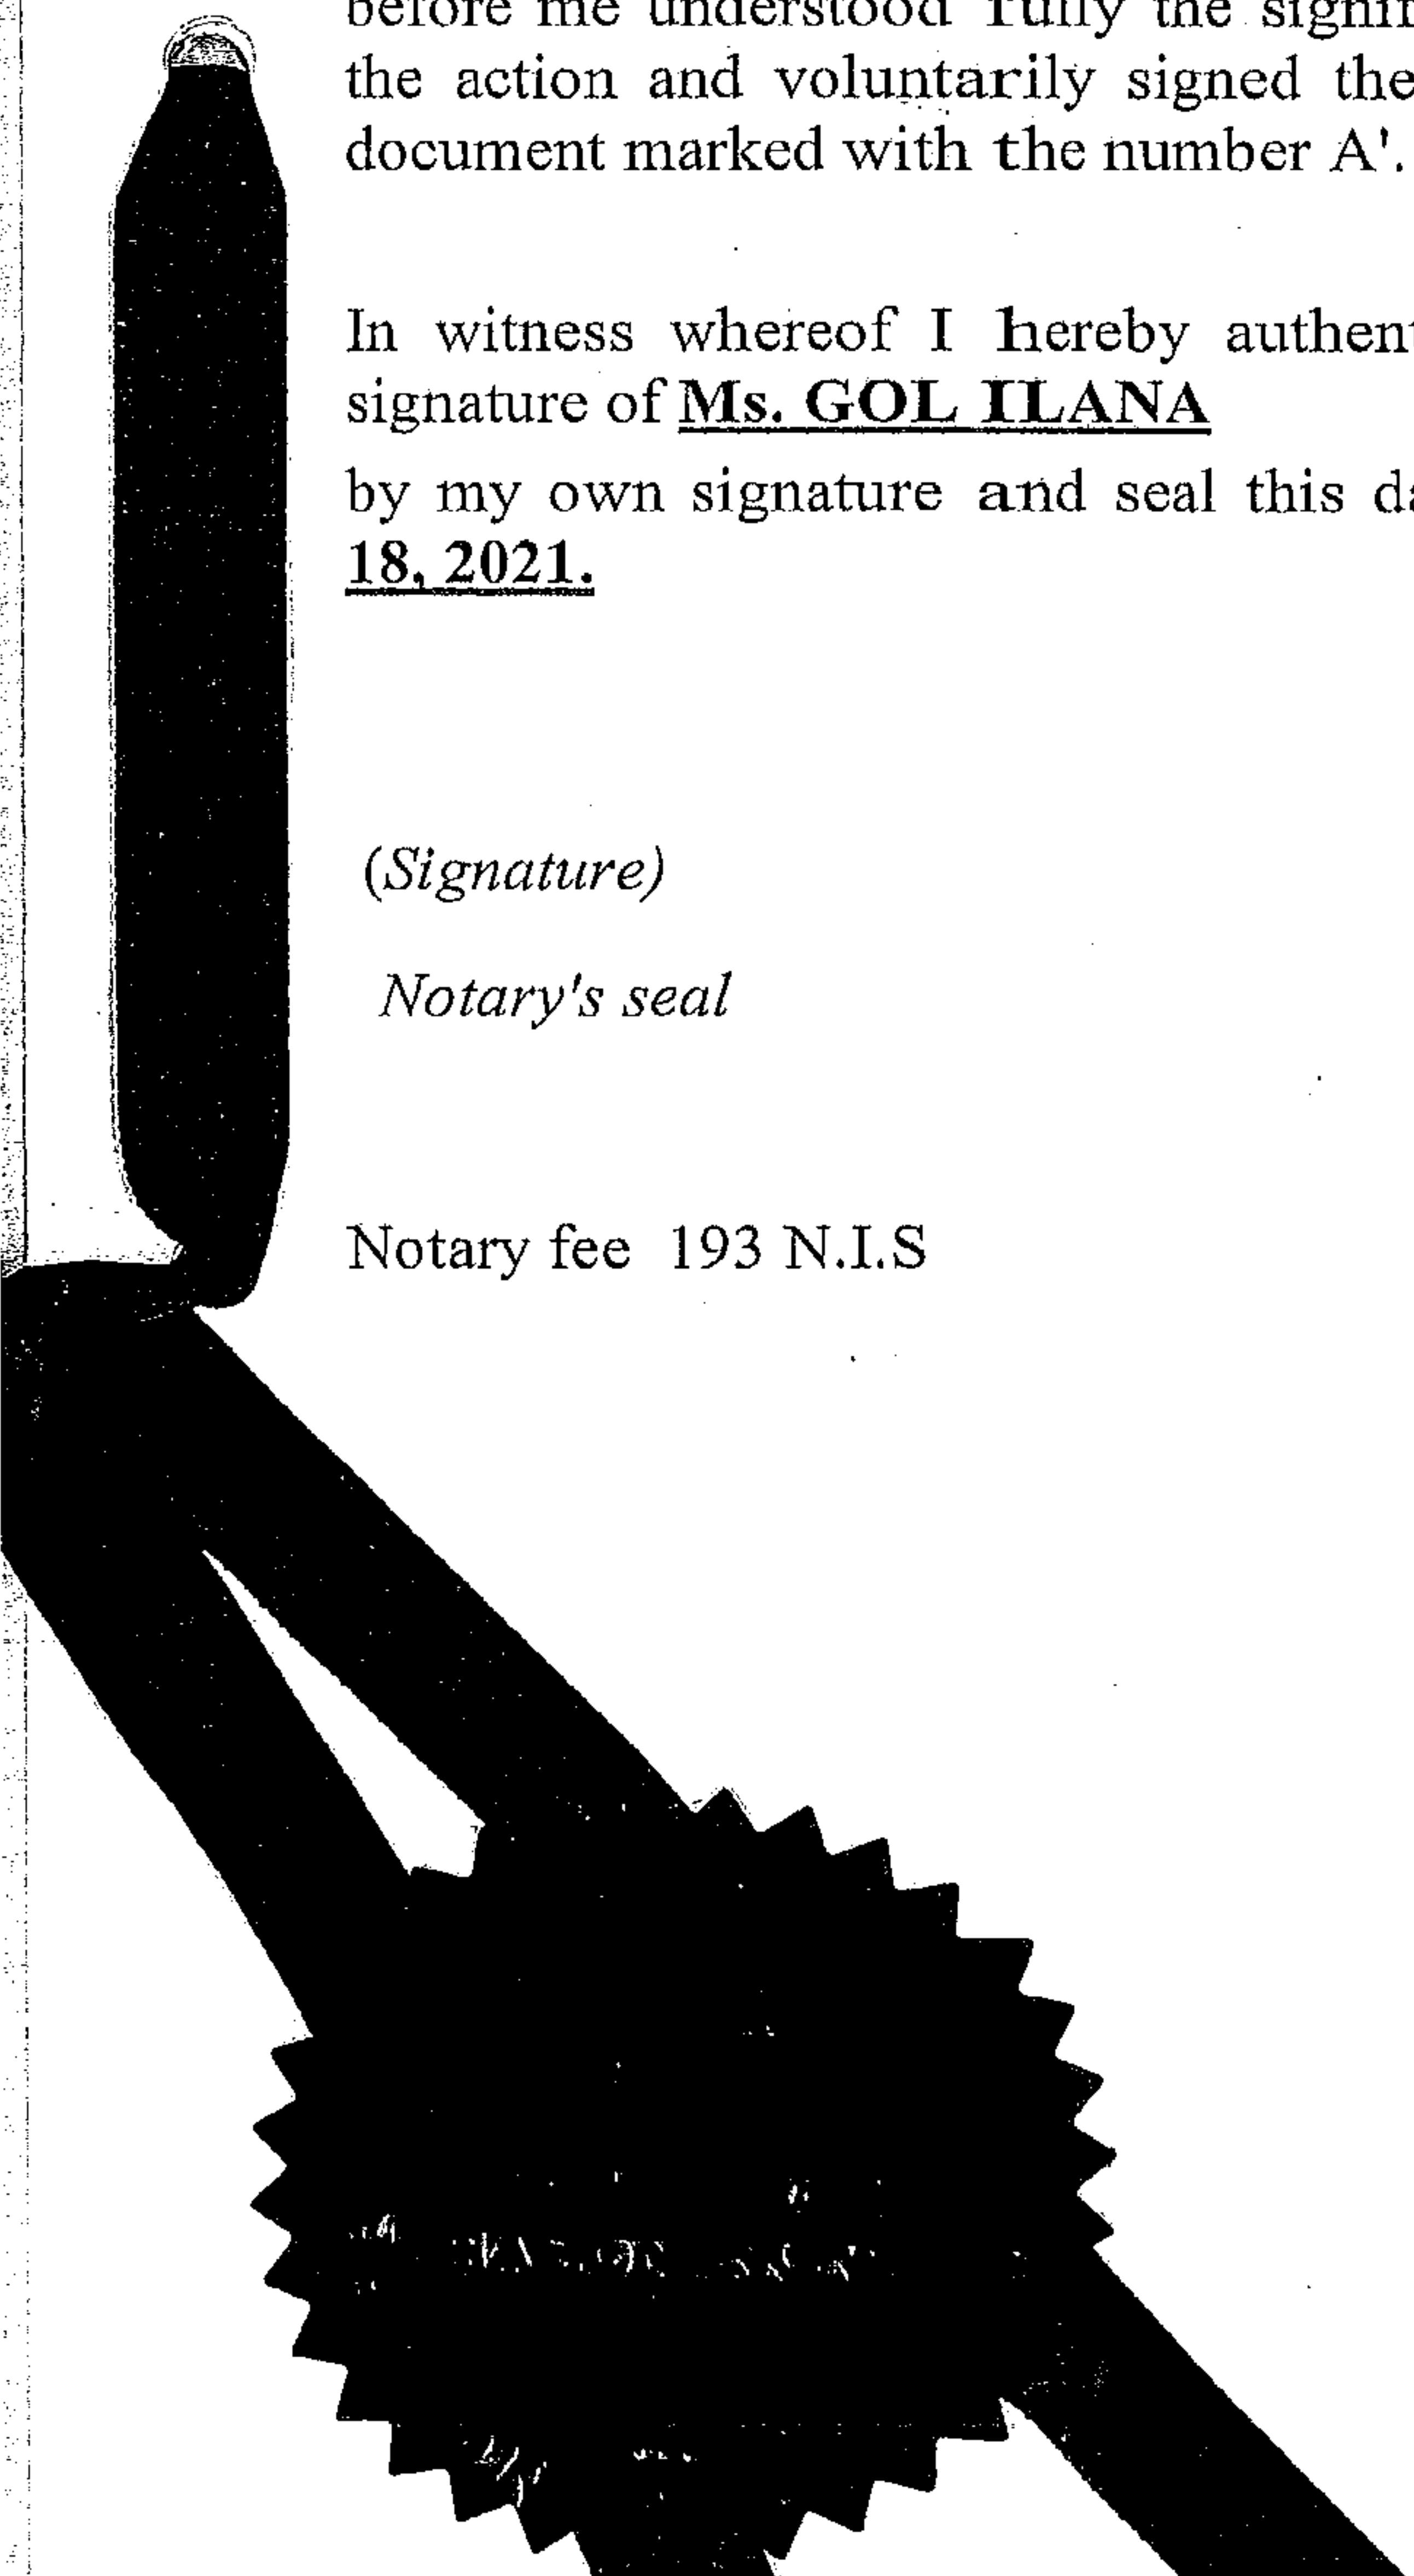 before me understood fully the signif
the action and voluntarily signed the
document marked with the number A'.
In witness whereof I hereby authent
signature of Ms. GOL ILANA
by my own signature and seal this da
18, 2021.
(Signature)
Notary's seal
Notary fee 193 N.I.S